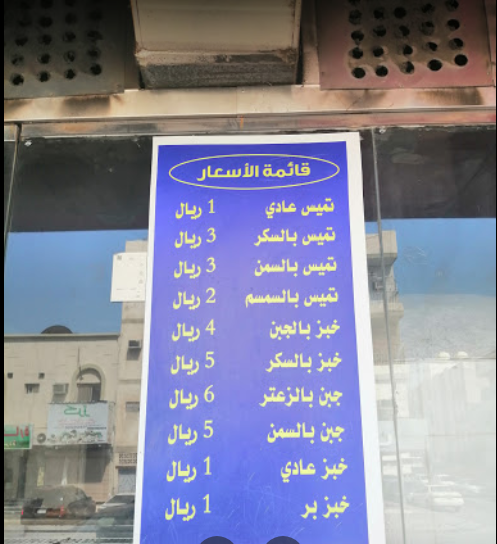 قائمة الأسعار
تميس عادي 1 ريال
تميس بالسكر 3 ريال
تميس بالسمن 3 ريال
تميس بالسمسم 2 ريال
خبز بالجبن 4 ريال
خبز بالسكر 5 ريال
جبن بالزعتر 6 ريال
جبن بالسمن 5 ريال
خبز عادي 1 ريال
خبز بر 1 ريال